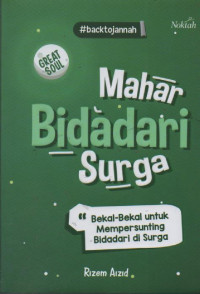 #backtojannah
Noktah
GREAT
SOUL
Mahar
Bidadari
Surga
"Bekal-Bekal untuk
Mempersunting
Bidadari di Surga
Rizem Aizid